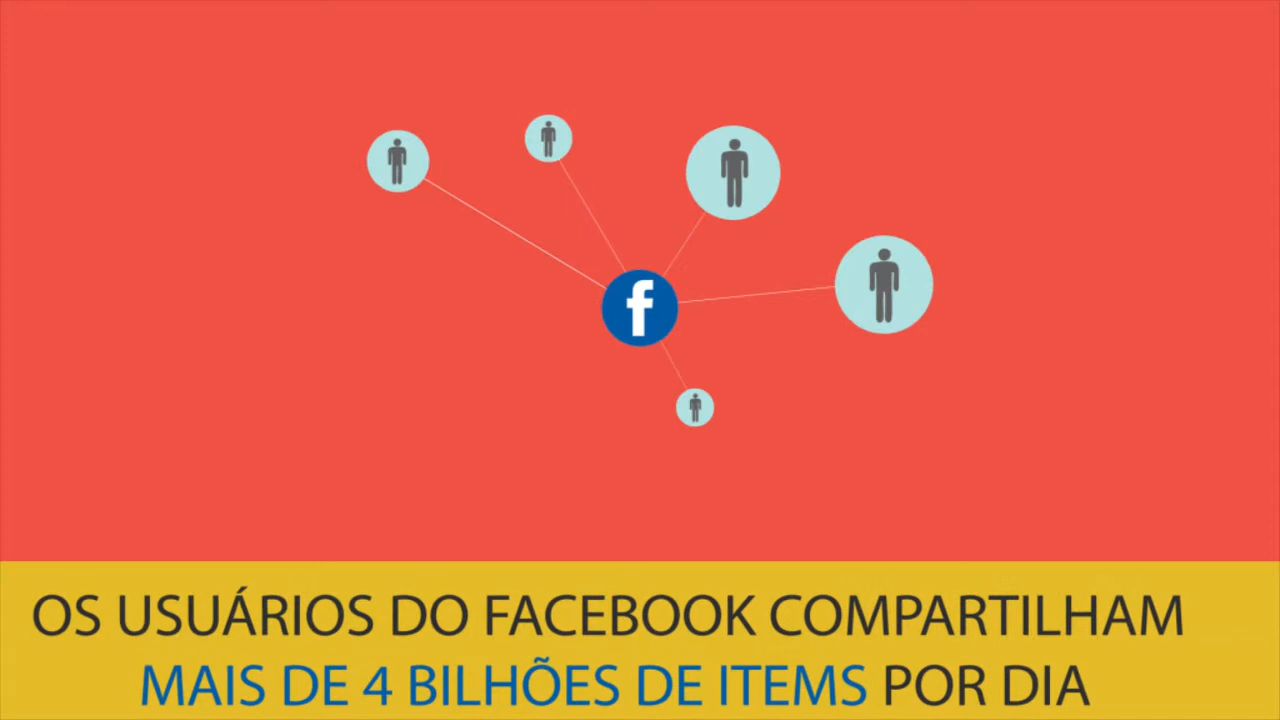 f
OS USUÁRIOS DO FACEBOOK COMPARTILHAM
MAIS DE 4 BILHÕES DE ITEMS POR DIA